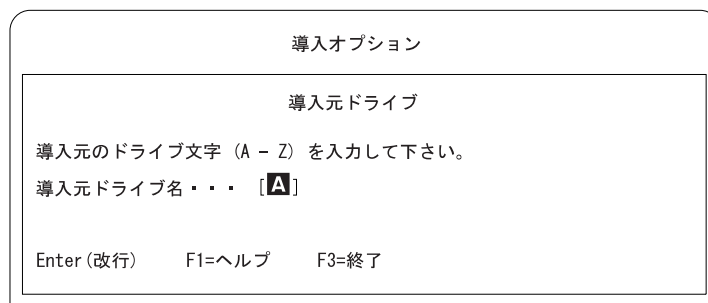 導入オプション
導入元ドライブ
導入元のドライブ文字 (A - Z) を入力して下さい。
導入元ドライブ名・・・ [A]
Enter(改行) F1=ヘルプ F3=終了